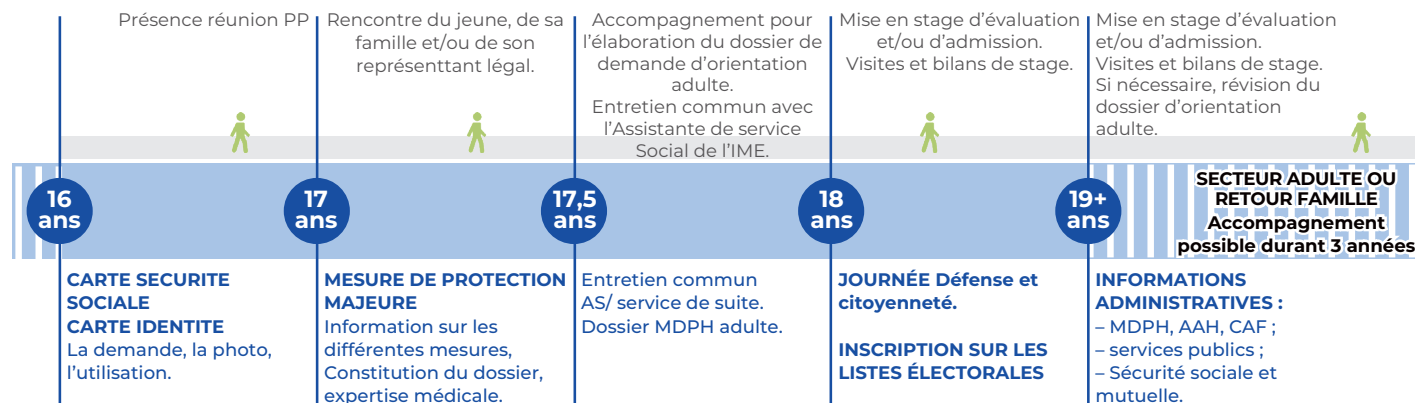 Présence réunion PP
Rencontre du jeune, de sa
famille et/ou de son
représenttant légal.
Accompagnement pour
l’élaboration du dossier de
demande d’orientation
adulte.
Entretien commun avec
l’Assistante de service
Social de l’IME.
Mise en stage d’évaluation
et/ou d’admission.
Visites et bilans de stage.
Mise en stage d’évaluation
et/ou d’admission.
Visites et bilans de stage.
Si nécessaire, révision du
dossier d’orientation
adulte.
16
ans
17
ans
17,5
ans
18
ans
19+
ans
SECTEUR ADULTE OU
RETOUR FAMILLE
Accompagnement
possible durant 3 années
CARTE SECURITE
SOCIALE
CARTE IDENTITE
La demande, la photo,
l’utilisation.
MESURE DE PROTECTION
MAJEURE
Information sur les
différentes mesures,
Constitution du dossier,
expertise médicale.
Entretien commun
AS/ service de suite.
Dossier MDPH adulte.
JOURNÉE Défense et
citoyenneté.
INSCRIPTION SUR LES
LISTES ÉLECTORALES
INFORMATIONS
ADMINISTRATIVES :
– MDPH, AAH, CAF ;
– services publics ;
– Sécurité sociale et
mutuelle.